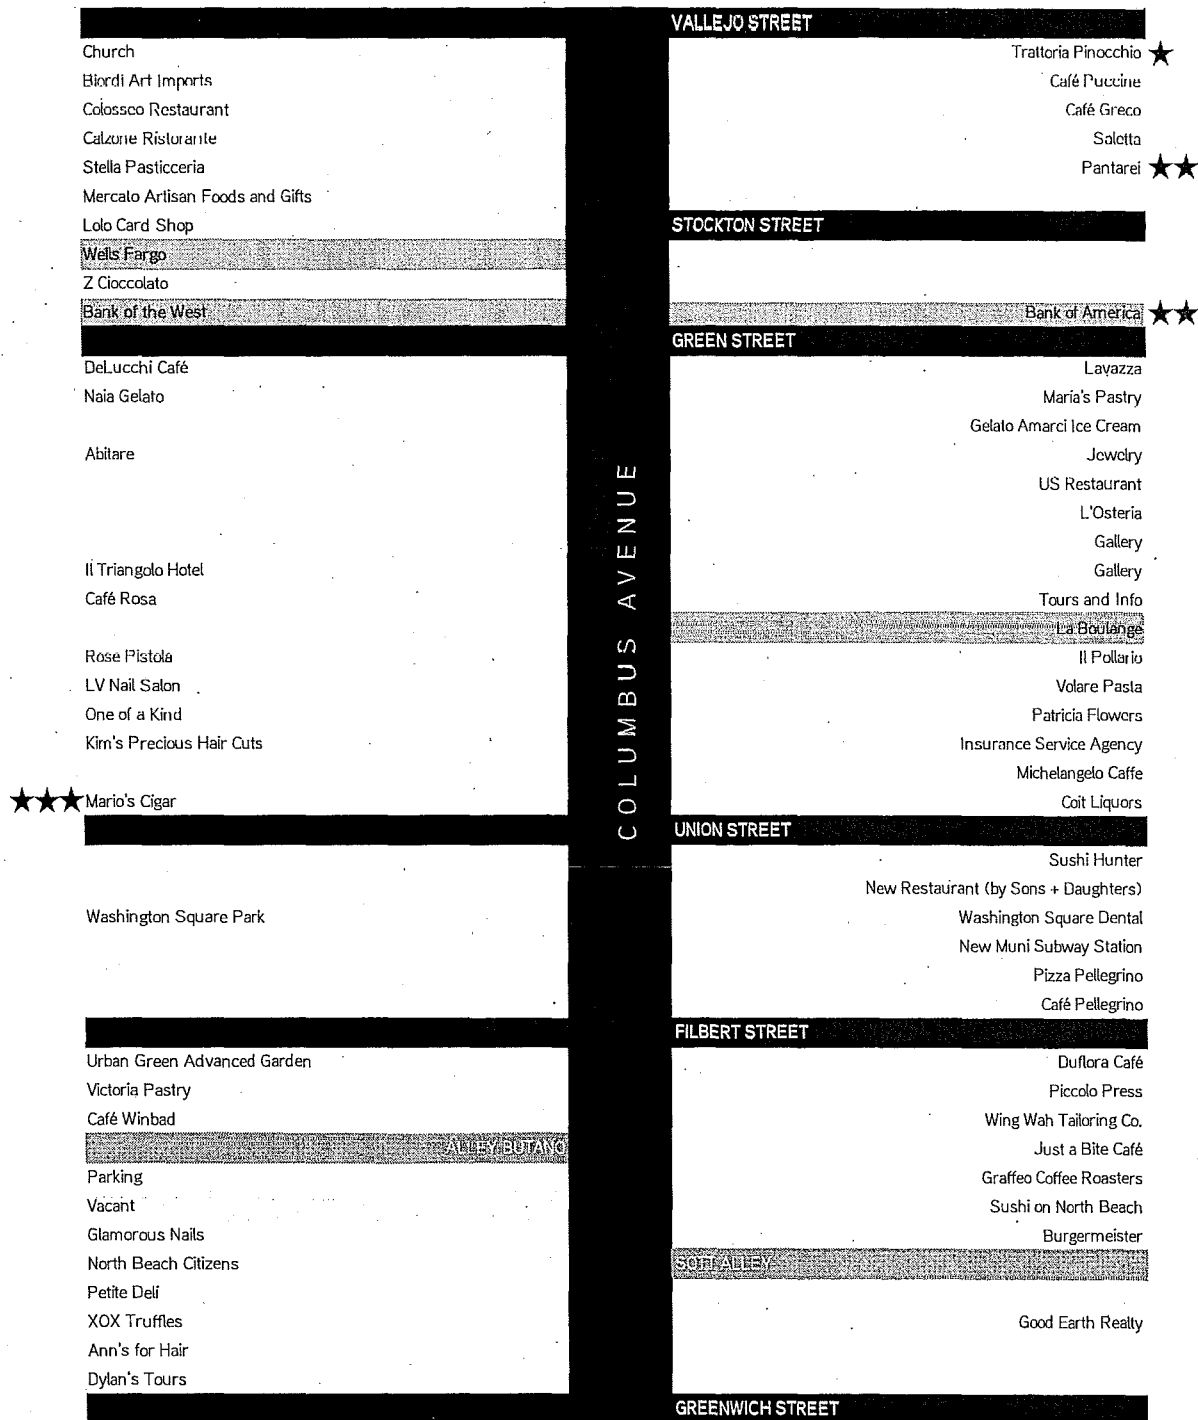 VALLEJO STREET
Church
Biordi Art Imports
Colosseo Restaurant
Calzone Ristorante
Stella Pasticceria
Mercato Artisan Foods and Gifts
Lolo Card Shop
Wells Fargo
Z Cioccolato
Bank of the West
Trattoria Pinocchio
Café Puccine
Café Greco
Saletta
Pantarei
STOCKTON STREET
Bank of America
GREEN STREET
COLUMBUS AVENUE
DeLucchi Café
Naia Gelato
Abitare
Il Triangolo Hotel
Café Rosa
Rose Pistola
LV Nail Salon
One of a Kind
Kim's Precious Hair Cuts
Mario's Cigar
Lavazza
Maria's Pastry
Gelato Amarci Ice Cream
Jewelry
US Restaurant
L'Osteria
Gallery
Gallery
Tours and Info
La Boulange
Il Pollario
Volare Pasta
Patricia Flowers
Insurance Service Agency
Michelangelo Caffe
Coit Liquors
UNION STREET
Washington Square Park
Sushi Hunter
New Restaurant (by Sons + Daughters)
Washington Square Dental
New Muni Subway Station
Pizza Pellegrino
Café Pellegrino
FILBERT STREET
Urban Green Advanced Garden
Victoria Pastry
Café Winbad
ALLEY BUTANO
Parking
Vacant
Glamorous Nails
North Beach Citizens
Petite Deli
XOX Truffles
Ann's for Hair
Dylan's Tours
Duflora Café
Piccolo Press
Wing Wah Tailoring Co.
Just a Bite Café
Graffeo Coffee Roasters
Sushi on North Beach
Burgermeister
SOTT ALLEY
Good Earth Realty
GREENWICH STREET